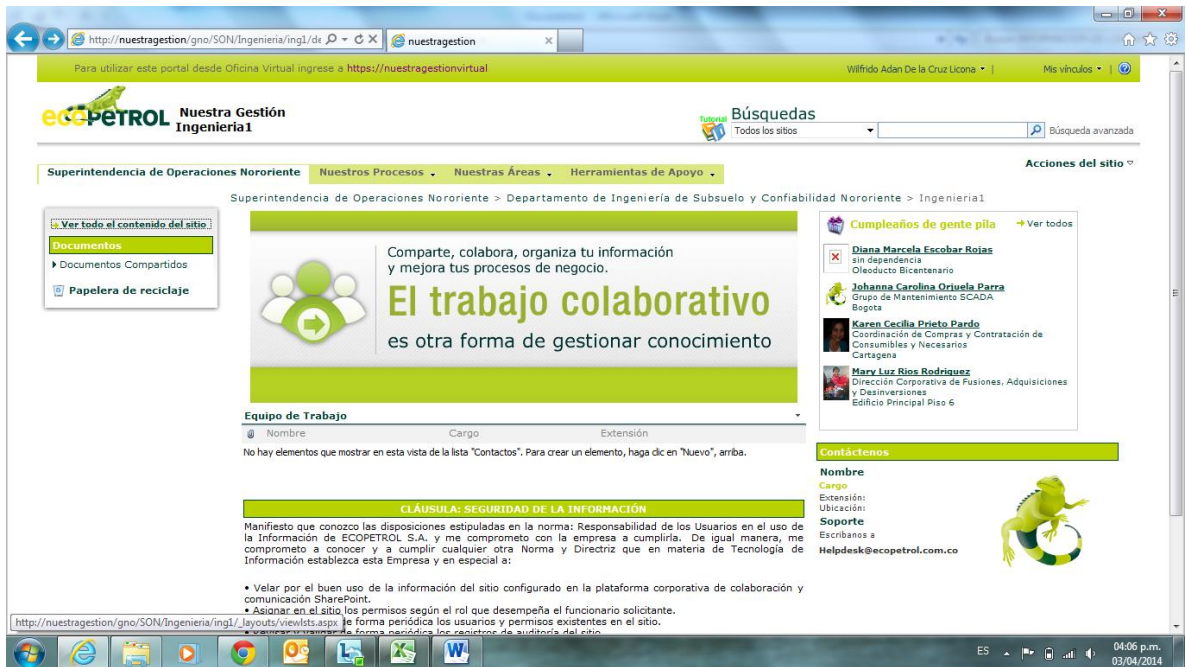 http://nuestragestion/gno/SON/Ingenieria/ing1/de
nuestragestion
Para utilizar este portal desde Oficina Virtual ingrese a https://nuestragestionvirtual
Wilfrido Adan De la Cruz Licona
Mis vínculos
ecopetrol
Nuestra Gestión
Ingenieria1
Tutorial
Búsquedas
Todos los sitios
Búsqueda avanzada
Superintendencia de Operaciones Nororiente
Nuestros Procesos
Nuestras Áreas
Herramientas de Apoyo
Acciones del sitio
Superintendencia de Operaciones Nororiente > Departamento de Ingeniería de Subsuelo y Confiabilidad Nororiente > Ingenieria1
Ver todo el contenido del sitio
Documentos
Documentos Compartidos
Papelera de reciclaje
Comparte, colabora, organiza tu información
y mejora tus procesos de negocio.
El trabajo colaborativo
es otra forma de gestionar conocimiento
Equipo de Trabajo
Nombre Cargo Extensión
No hay elementos que mostrar en esta vista de la lista "Contactos". Para crear un elemento, haga clic en "Nuevo", arriba.
CLÁUSULA: SEGURIDAD DE LA INFORMACIÓN
Manifiesto que conozco las disposiciones estipuladas en la norma: Responsabilidad de los Usuarios en el uso de
la Información de ECOPETROL S.A. y me comprometo con la empresa a cumplirla. De igual manera, me
comprometo a conocer y a cumplir cualquier otra Norma y Directriz que en materia de Tecnología de
Información establezca esta Empresa y en especial a:
• Velar por el buen uso de la información del sitio configurado en la plataforma corporativa de colaboración y
comunicación SharePoint.
• Asignar en el sitio los permisos según el rol que desempeña el funcionario solicitante.
de forma periódica los usuarios y permisos existentes en el sitio.
• Revisar y validar de forma periódica los registros de auditoría del sitio.
Cumpleaños de gente pila
Ver todos
Diana Marcela Escobar Rojas
sin dependencia
Oleoducto Bicentenario
Johanna Carolina Orjuela Parra
Grupo de Mantenimiento SCADA
Bogota
Karen Cecilia Prieto Pardo
Coordinación de Compras y Contratación de
Consumibles y Necesarios
Cartagena
Mary Luz Rios Rodriguez
Dirección Corporativa de Fusiones, Adquisiciones
y Desinversiones
Edificio Principal Piso 6
Contáctenos
Nombre
Cargo
Extensión:
Ubicación:
Soporte
Escríbanos a
Helpdesk@ecopetrol.com.co
http://nuestragestion/gno/SON/Ingenieria/ing1/_layouts/viewlsts.aspx
ES
04:06 p.m.
03/04/2014